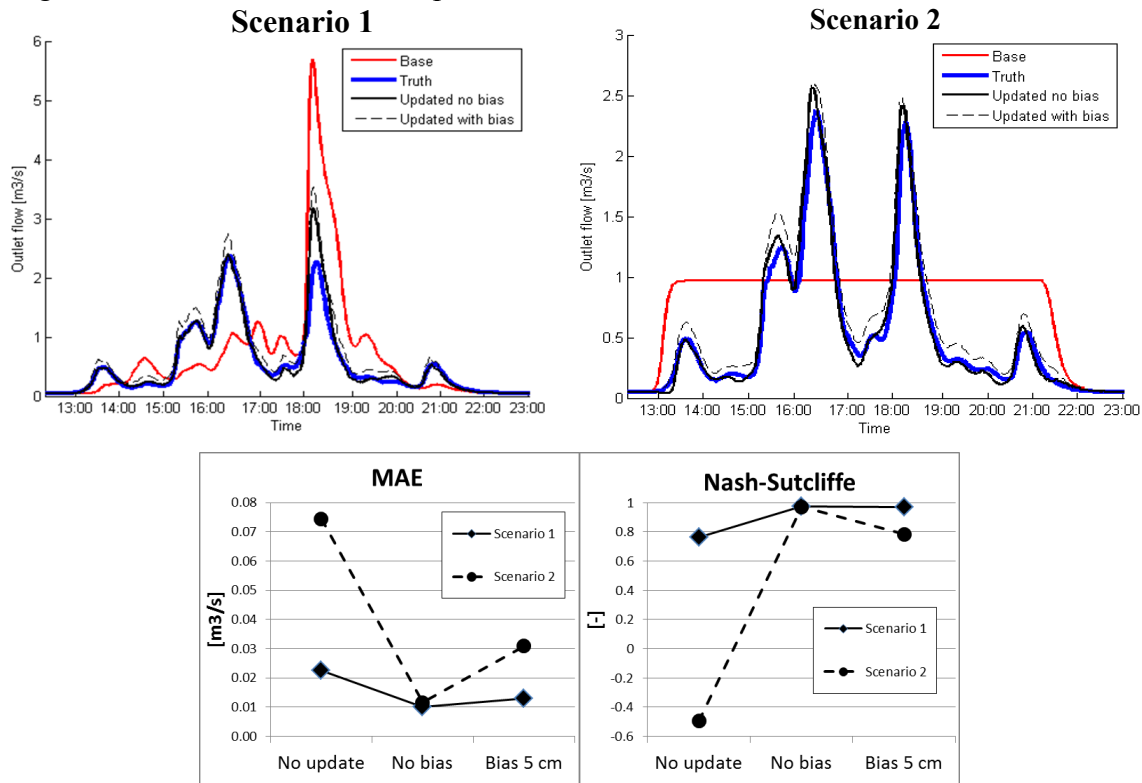 Scenario 1
Base
Truth
Updated no bias
Updated with bias
6
5
4
3
2
1
0
Outlet flow [m3/s]
13:00 14:00 15:00 16:00 17:00 18:00 19:00 20:00 21:00 22:00 23:00
Time
Scenario 2
Base
Truth
Updated no bias
Updated with bias
3
2.5
2
1.5
1
0.5
0
Outlet flow [m3/s]
13:00 14:00 15:00 16:00 17:00 18:00 19:00 20:00 21:00 22:00 23:00
Time
MAE
0.08
0.07
0.06
0.05
0.04
0.03
0.02
0.01
0.00
[m3/s]
Scenario 1
Scenario 2
No update No bias Bias 5 cm
Nash-Sutcliffe
1
0.8
0.6
0.4
0.2
0
-0.2
-0.4
-0.6
[-]
Scenario 1
Scenario 2
No update No bias Bias 5 cm